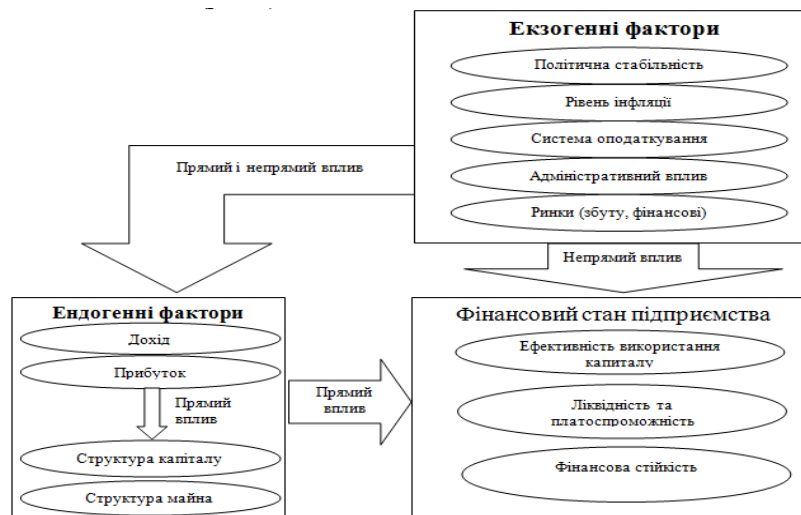 Екзогенні фактори
Політична стабільність
Рівень інфляції
Система оподаткування
Адміністративний вплив
Ринки (збуту, фінансові)
Прямий і непрямий вплив
Непрямий вплив
Ендогенні фактори
Дохід
Прибуток
Прямий
вплив
Структура капіталу
Структура майна
Прямий
вплив
Фінансовий стан підприємства
Ефективність використання
капиталу
Ліквідність та
платоспроможність
Фінансова стійкість